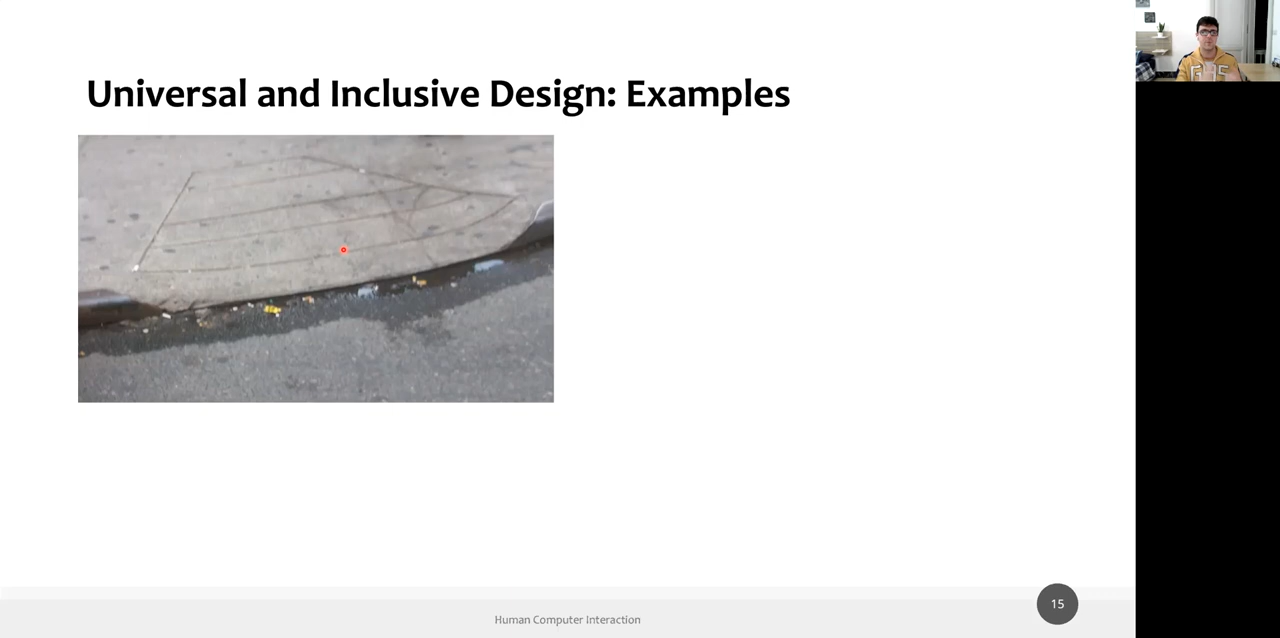 Universal and Inclusive Design: Examples
15
Human Computer Interaction